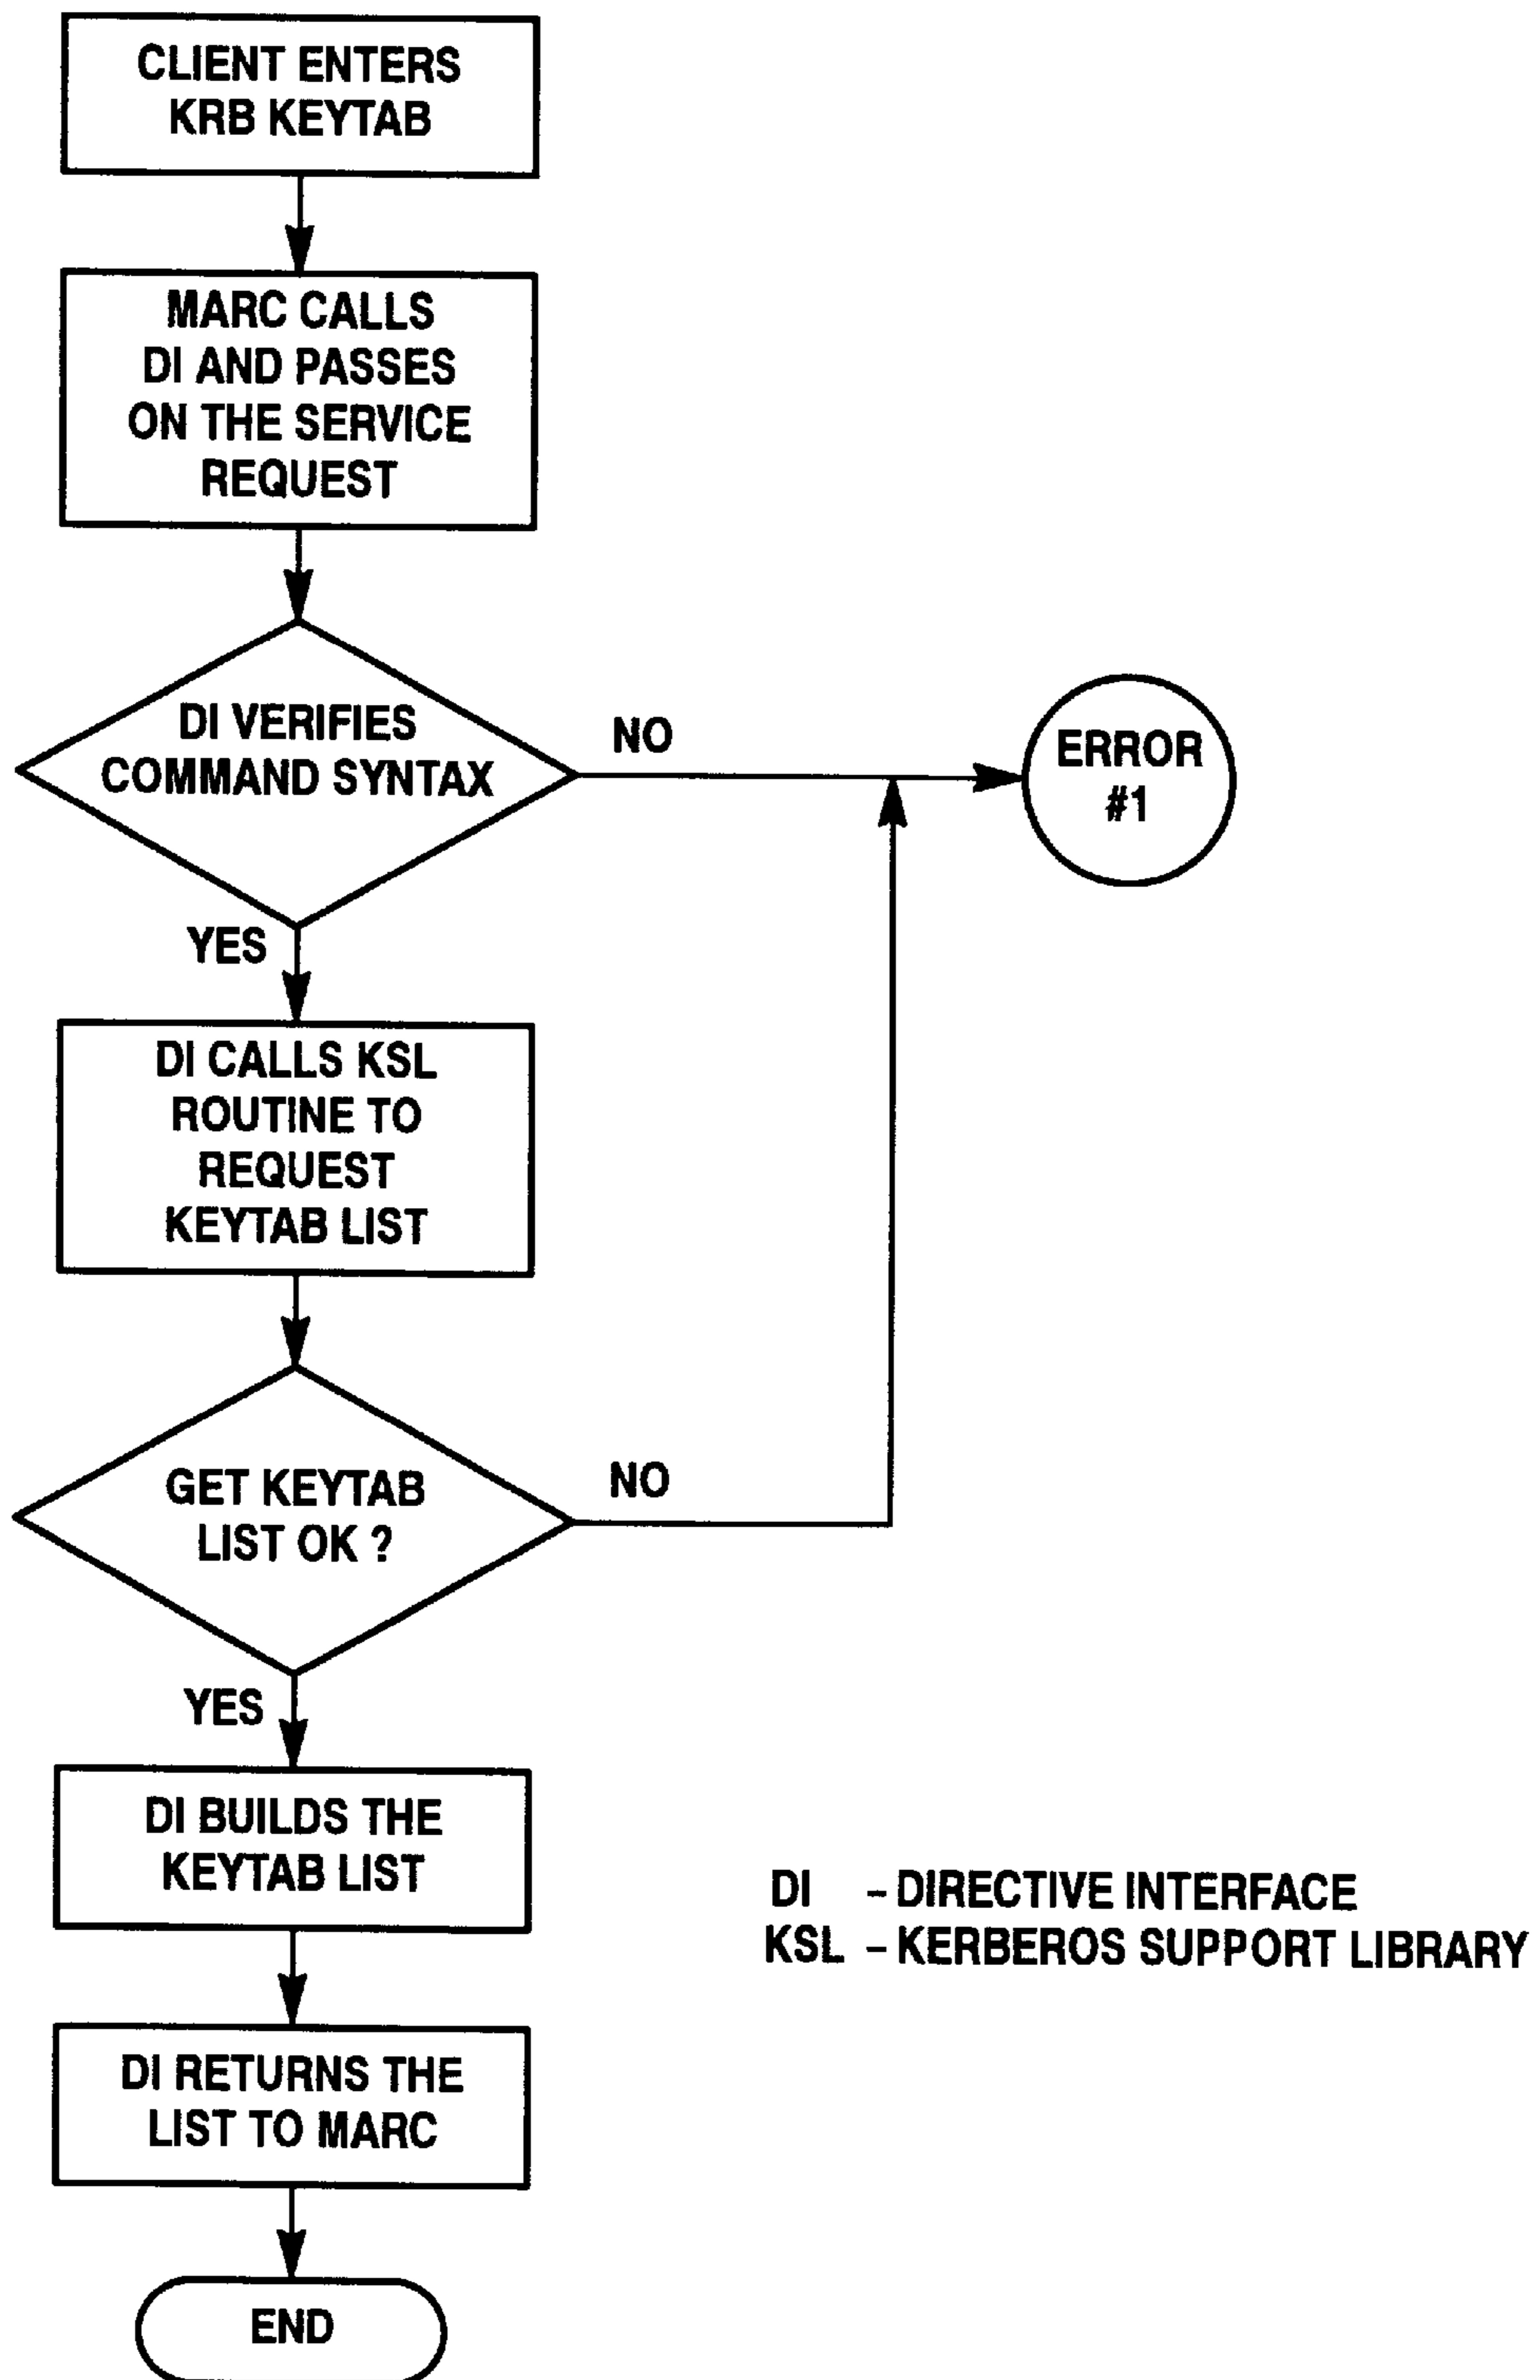 CLIENT ENTERS
KRB KEYTAB
MARC CALLS
DI AND PASSES
ON THE SERVICE
REQUEST
DI VERIFIES
COMMAND SYNTAX
NO
ERROR
#1
YES
DI CALLS KSL
ROUTINE TO
REQUEST
KEYTAB LIST
GET KEYTAB
LIST OK ?
NO
YES
DI BUILDS THE
KEYTAB LIST
DI – DIRECTIVE INTERFACE
KSL – KERBEROS SUPPORT LIBRARY
DI RETURNS THE
LIST TO MARC
END